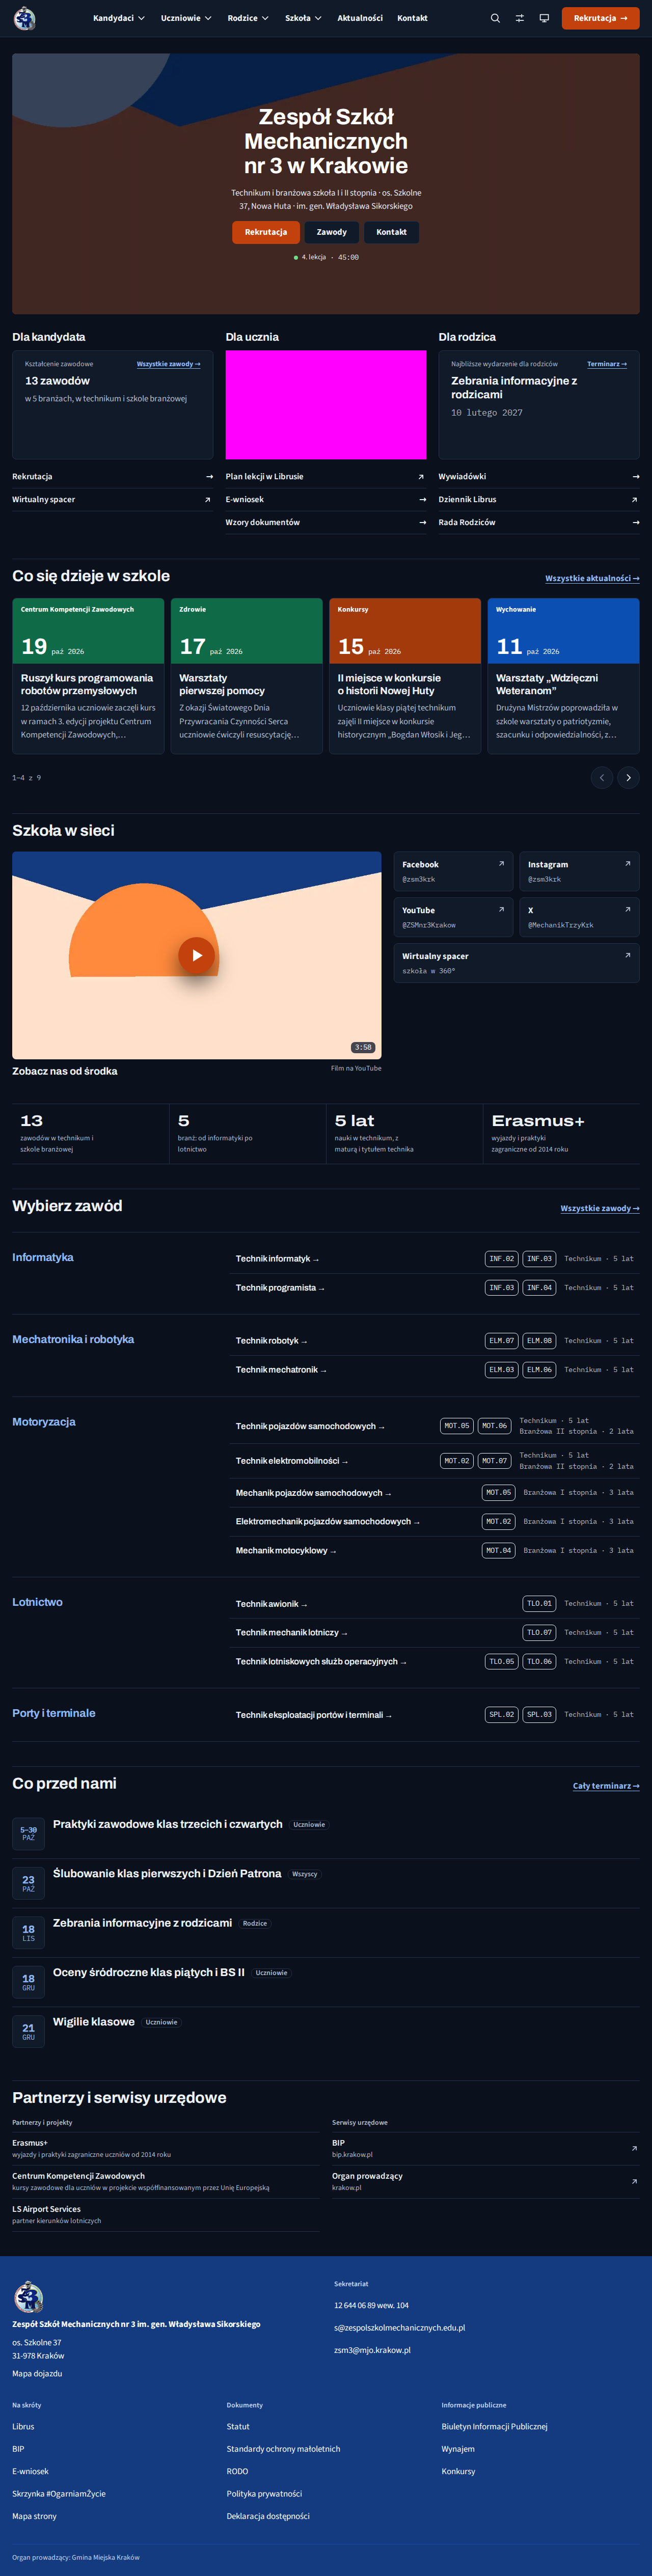 Kandydaci Uczniowie Rodzice Szkoła Aktualności Kontakt Rekrutacja →
Zespół Szkół
Mechanicznych
nr 3 w Krakowie
Technikum i branżowa szkoła I i II stopnia · os. Szkolne
37, Nowa Huta · im. gen. Władysława Sikorskiego
Rekrutacja Zawody Kontakt
4. lekcja · 45:00
Dla kandydata
Kształcenie zawodowe Wszystkie zawody →
13 zawodów
w 5 branżach, w technikum i szkole branżowej
Rekrutacja →
Wirtualny spacer ↗
Dla ucznia
Plan lekcji w Librusie ↗
E-wniosek →
Wzory dokumentów →
Dla rodzica
Najbliższe wydarzenie dla rodziców Terminarz →
Zebrania informacyjne z
rodzicami
10 lutego 2027
Wywiadówki →
Dziennik Librus ↗
Rada Rodziców →
Co się dzieje w szkole Wszystkie aktualności →
Centrum Kompetencji Zawodowych
19 paź 2026
Ruszył kurs programowania
robotów przemysłowych
12 października uczniowie zaczęli kurs
w ramach 3. edycji projektu Centrum
Kompetencji Zawodowych,…
Zdrowie
17 paź 2026
Warsztaty
pierwszej pomocy
Z okazji Światowego Dnia
Przywracania Czynności Serca
uczniowie ćwiczyli resuscytację…
Konkursy
15 paź 2026
II miejsce w konkursie
o historii Nowej Huty
Uczniowie klasy piątej technikum
zajęli II miejsce w konkursie
historycznym „Bogdan Włosik i Jeg…
Wychowanie
11 paź 2026
Warsztaty „Wdzięczni
Weteranom”
Drużyna Mistrzów poprowadziła w
szkole warsztaty o patriotyzmie,
szacunku i odpowiedzialności, z…
1–4 z 9
Szkoła w sieci
3:58
Zobacz nas od środka Film na YouTube
Facebook ↗
@zsm3krk
Instagram ↗
@zsm3krk
YouTube ↗
@ZSMnr3Krakow
X ↗
@MechanikTrzyKrk
Wirtualny spacer ↗
szkoła w 360°
13
zawodów w technikum i
szkole branżowej
5
branż: od informatyki po
lotnictwo
5 lat
nauki w technikum, z
maturą i tytułem technika
Erasmus+
wyjazdy i praktyki
zagraniczne od 2014 roku
Wybierz zawód Wszystkie zawody →
Informatyka
Technik informatyk → INF.02 INF.03 Technikum · 5 lat
Technik programista → INF.03 INF.04 Technikum · 5 lat
Mechatronika i robotyka
Technik robotyk → ELM.07 ELM.08 Technikum · 5 lat
Technik mechatronik → ELM.03 ELM.06 Technikum · 5 lat
Motoryzacja
Technik pojazdów samochodowych → MOT.05 MOT.06 Technikum · 5 lat
Branżowa II stopnia · 2 lata
Technik elektromobilności → MOT.02 MOT.07 Technikum · 5 lat
Branżowa II stopnia · 2 lata
Mechanik pojazdów samochodowych → MOT.05 Branżowa I stopnia · 3 lata
Elektromechanik pojazdów samochodowych → MOT.02 Branżowa I stopnia · 3 lata
Mechanik motocyklowy → MOT.04 Branżowa I stopnia · 3 lata
Lotnictwo
Technik awionik → TLO.01 Technikum · 5 lat
Technik mechanik lotniczy → TLO.07 Technikum · 5 lat
Technik lotniskowych służb operacyjnych → TLO.05 TLO.06 Technikum · 5 lat
Porty i terminale
Technik eksploatacji portów i terminali → SPL.02 SPL.03 Technikum · 5 lat
Co przed nami Cały terminarz →
5–30
PAŹ
Praktyki zawodowe klas trzecich i czwartych Uczniowie
23
PAŹ
Ślubowanie klas pierwszych i Dzień Patrona Wszyscy
18
LIS
Zebrania informacyjne z rodzicami Rodzice
18
GRU
Oceny śródroczne klas piątych i BS II Uczniowie
21
GRU
Wigilie klasowe Uczniowie
Partnerzy i serwisy urzędowe
Partnerzy i projekty
Erasmus+
wyjazdy i praktyki zagraniczne uczniów od 2014 roku
Centrum Kompetencji Zawodowych
kursy zawodowe dla uczniów w projekcie współfinansowanym przez Unię Europejską
LS Airport Services
partner kierunków lotniczych
Serwisy urzędowe
BIP ↗
bip.krakow.pl
Organ prowadzący ↗
krakow.pl
Zespół Szkół Mechanicznych nr 3 im. gen. Władysława Sikorskiego
os. Szkolne 37
31-978 Kraków
Mapa dojazdu
Sekretariat
12 644 06 89 wew. 104
s@zespolszkolmechanicznych.edu.pl
zsm3@mjo.krakow.pl
Na skróty
Librus
BIP
E-wniosek
Skrzynka #OgarniamŻycie
Mapa strony
Dokumenty
Statut
Standardy ochrony małoletnich
RODO
Polityka prywatności
Deklaracja dostępności
Informacje publiczne
Biuletyn Informacji Publicznej
Wynajem
Konkursy
Organ prowadzący: Gmina Miejska Kraków